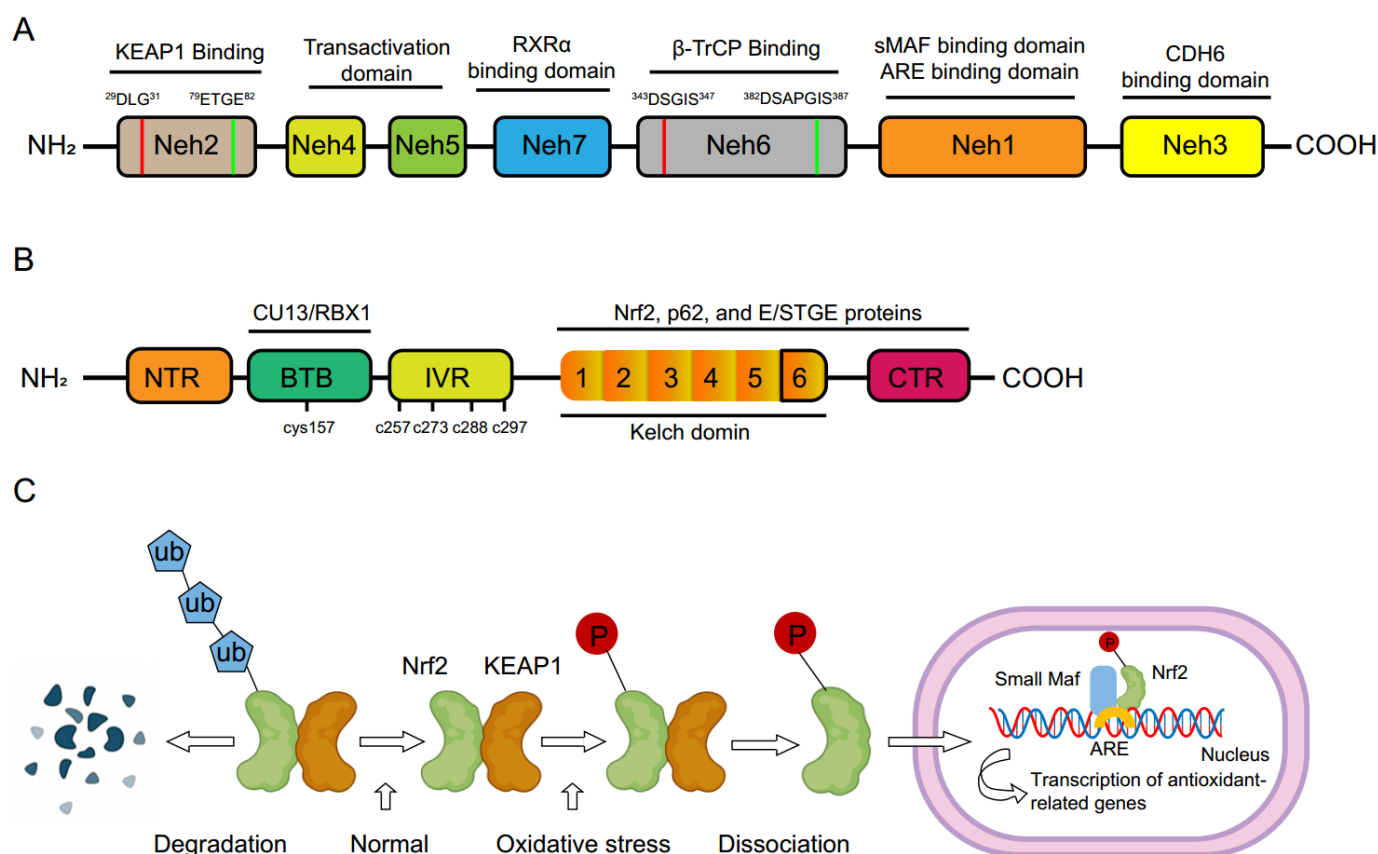 A
KEAP1 Binding
Transactivation
domain
RXRα
binding domain
β-TrCP Binding
sMAF binding domain
ARE binding domain
CDH6
binding domain
²⁹DLG³¹
⁷⁹ETGE⁸²
³⁴³DSGIS³⁴⁷
³⁸²DSAPGIS³⁸⁷
NH₂
Neh2
Neh4
Neh5
Neh7
Neh6
Neh1
Neh3
COOH
B
CU13/RBX1
Nrf2, p62, and E/STGE proteins
NH₂
NTR
BTB
IVR
1
2
3
4
5
6
CTR
COOH
cys157
c257
c273
c288
c297
Kelch domin
C
ub
ub
ub
Nrf2
KEAP1
P
P
P
Small Maf
Nrf2
ARE
Nucleus
Transcription of antioxidant-
related genes
Degradation
Normal
Oxidative stress
Dissociation